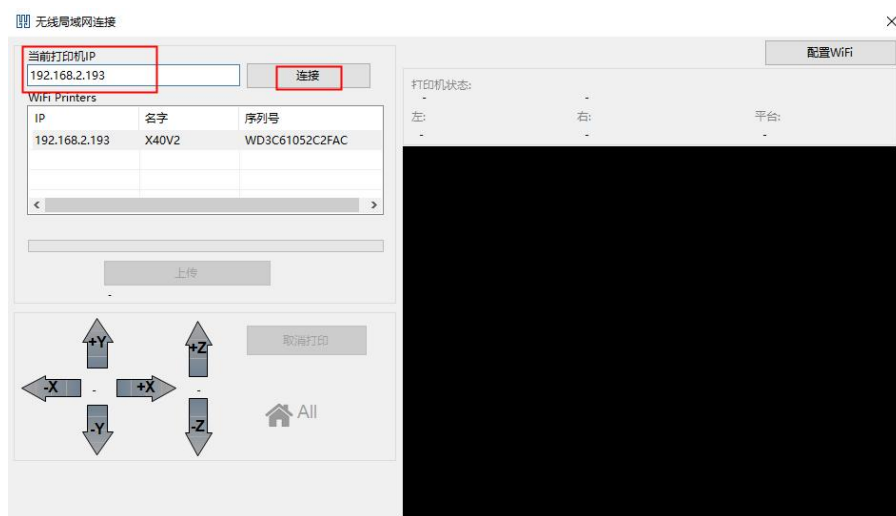 无线局域网连接
当前打印机IP
192.168.2.193
连接
WiFi Printers
IP 名字 序列号
192.168.2.193 X40V2 WD3C61052C2FAC
上传
-
+Y
+Z
取消打印
-X - +X -
All
-Y
-Z
配置WiFi
打印机状态:
- -
左: 右: 平台:
- - -